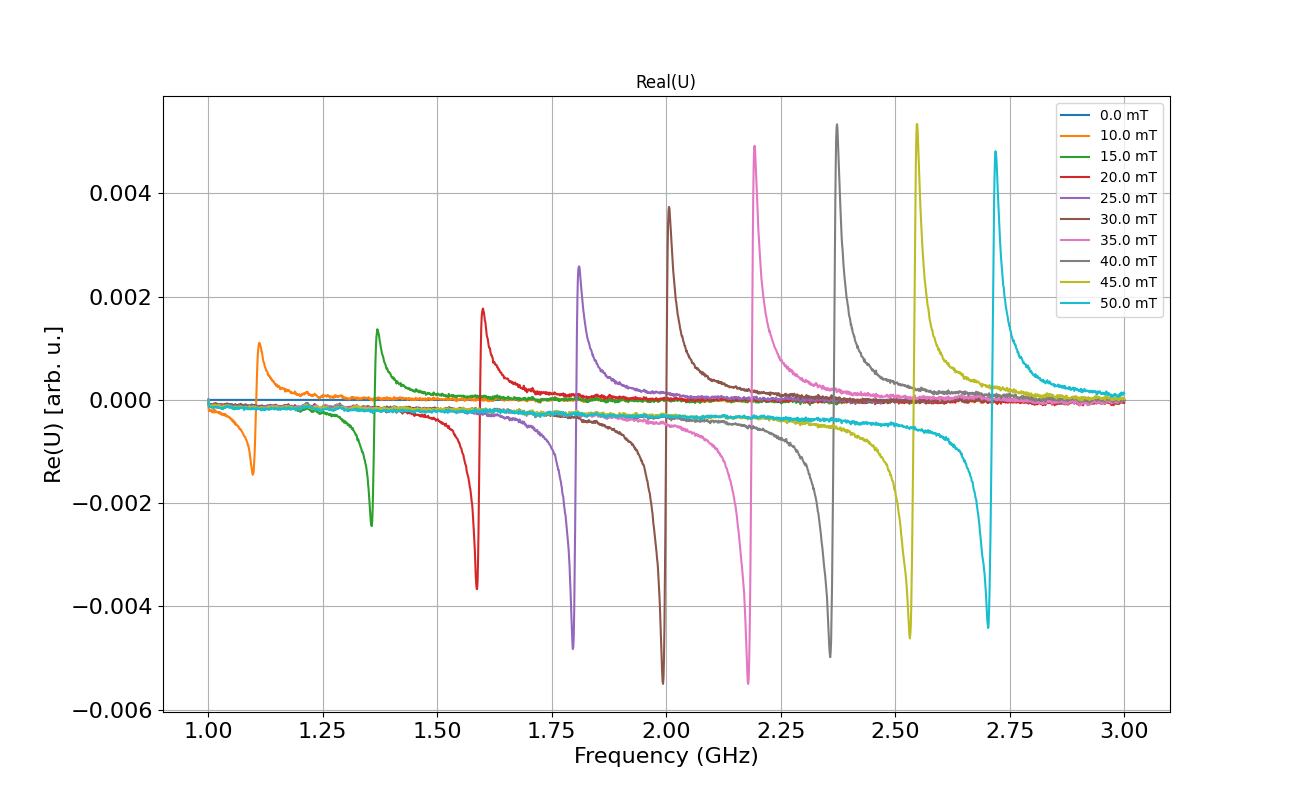 Real(U)
0.0 mT
10.0 mT
15.0 mT
20.0 mT
25.0 mT
30.0 mT
35.0 mT
40.0 mT
45.0 mT
50.0 mT
0.004
0.002
0.000
−0.002
−0.004
−0.006
Re(U) [arb. u.]
1.00 1.25 1.50 1.75 2.00 2.25 2.50 2.75 3.00
Frequency (GHz)